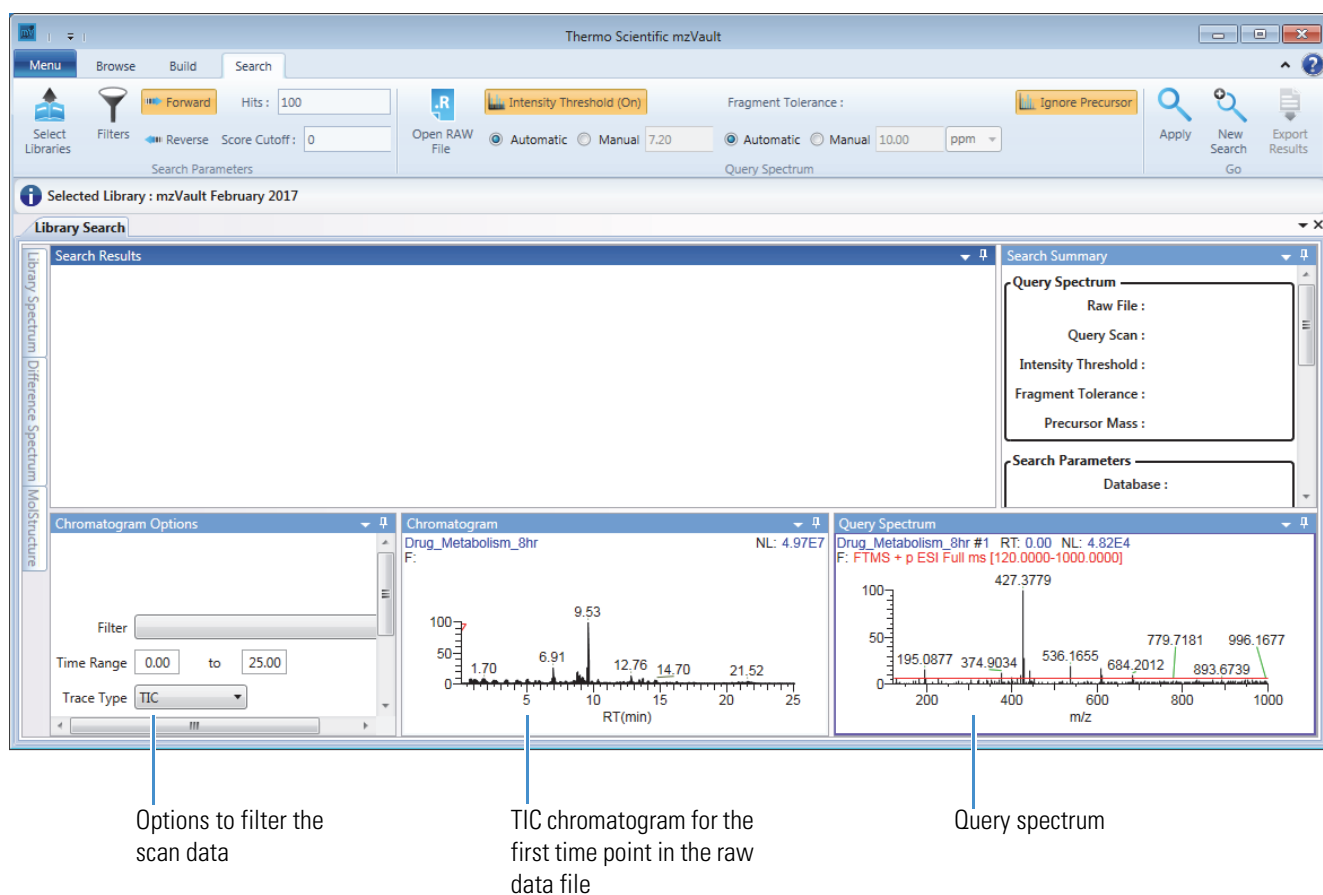 Thermo Scientific mzVault
Menu Browse Build Search
Forward Hits : 100
Reverse Score Cutoff : 0
Select Libraries
Filters
Search Parameters
.R
Open RAW File
Intensity Threshold (On)
Automatic Manual 7.20
Fragment Tolerance :
Automatic Manual 10.00 ppm
Ignore Precursor
Query Spectrum
Apply
New Search
Export Results
Go
Selected Library : mzVault February 2017
Library Search
Library Spectrum
Difference Spectrum
MolStructure
Search Results
Search Summary
Query Spectrum
Raw File :
Query Scan :
Intensity Threshold :
Fragment Tolerance :
Precursor Mass :
Search Parameters
Database :
Chromatogram Options
Filter
Time Range 0.00 to 25.00
Trace Type TIC
Chromatogram
Drug_Metabolism_8hr NL: 4.97E7
F:
100
50
0
1.70 6.91 9.53 12.76 14.70 21.52
5 10 15 20 25
RT(min)
Query Spectrum
Drug_Metabolism_8hr #1 RT: 0.00 NL: 4.82E4
F: FTMS + p ESI Full ms [120.0000-1000.0000]
100
50
0
195.0877 374.9034 427.3779 536.1655 684.2012 779.7181 893.6739 996.1677
200 400 600 800 1000
m/z
Options to filter the
scan data
TIC chromatogram for the
first time point in the raw
data file
Query spectrum